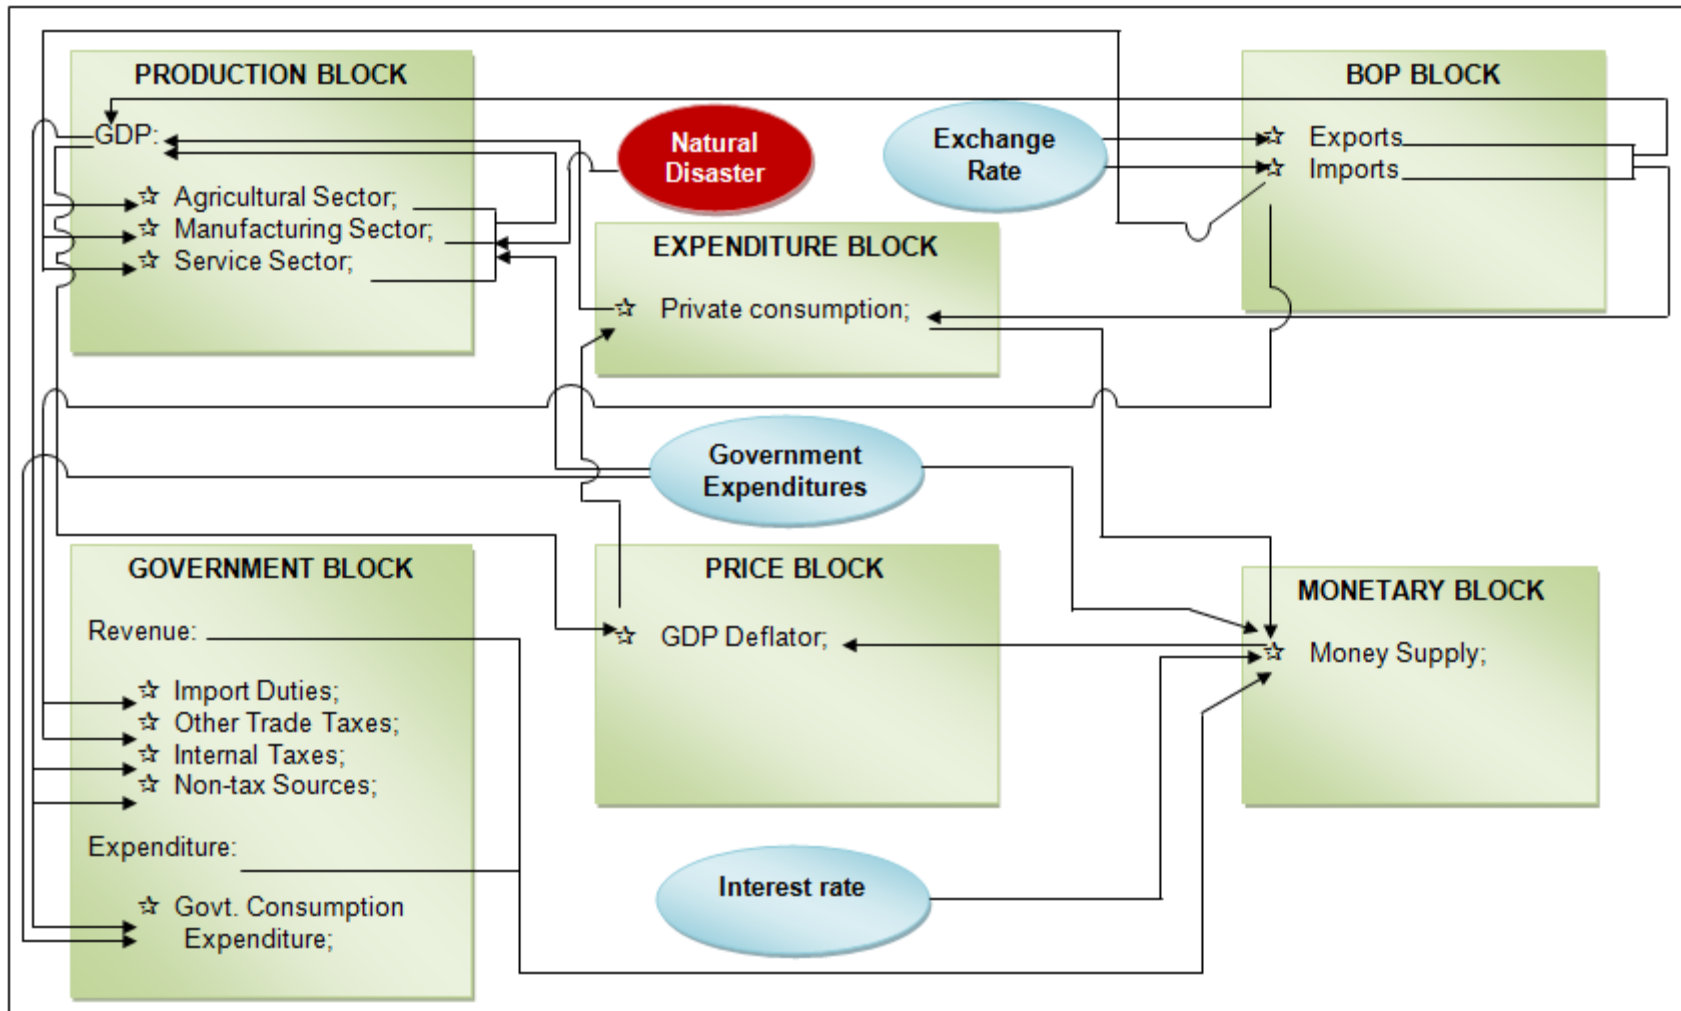 PRODUCTION BLOCK
GDP:
☆ Agricultural Sector;
☆ Manufacturing Sector;
☆ Service Sector;
Natural
Disaster
Exchange
Rate
BOP BLOCK
☆ Exports
☆ Imports
EXPENDITURE BLOCK
☆ Private consumption;
Government
Expenditures
GOVERNMENT BLOCK
Revenue:
☆ Import Duties;
☆ Other Trade Taxes;
☆ Internal Taxes;
☆ Non-tax Sources;
Expenditure:
☆ Govt. Consumption
Expenditure;
PRICE BLOCK
☆ GDP Deflator;
MONETARY BLOCK
☆ Money Supply;
Interest rate